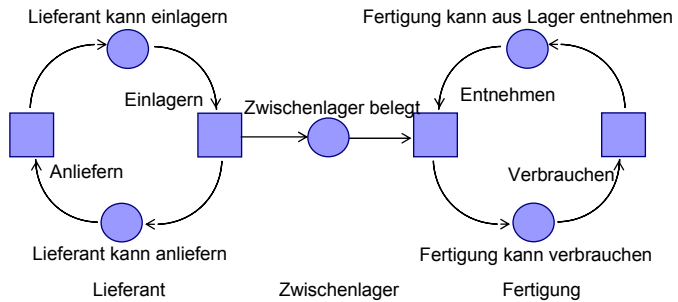 Lieferant kann einlagern
Fertigung kann aus Lager entnehmen
Einlagern
Zwischenlager belegt
Entnehmen
Anliefern
Verbrauchen
Lieferant kann anliefern
Fertigung kann verbrauchen
Lieferant
Zwischenlager
Fertigung